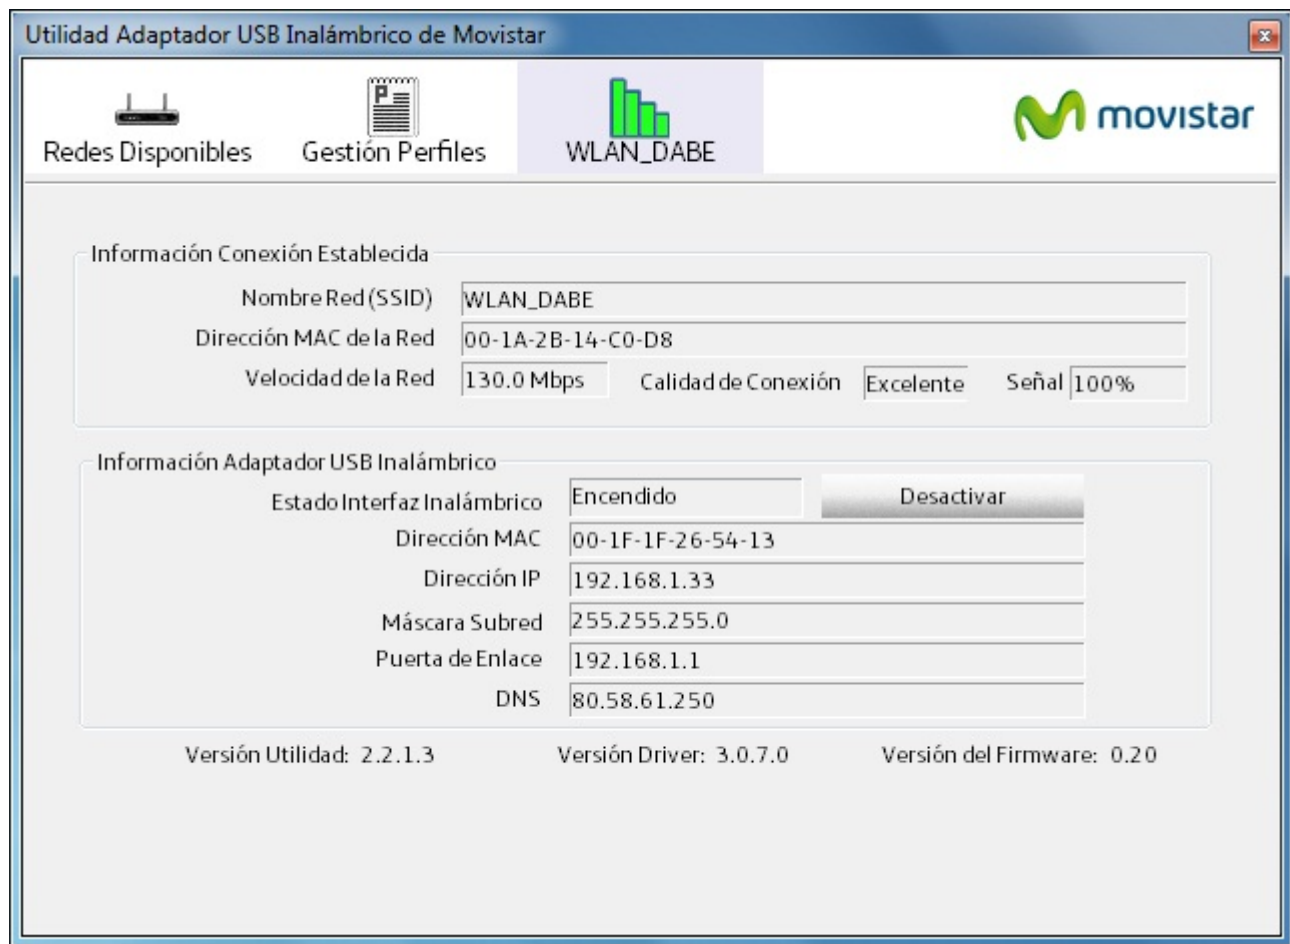 Utilidad Adaptador USB Inalámbrico de Movistar
Redes Disponibles Gestión Perfiles WLAN_DABE movistar
Información Conexión Establecida
Nombre Red (SSID) WLAN_DABE
Dirección MAC de la Red 00-1A-2B-14-C0-D8
Velocidad de la Red 130.0 Mbps Calidad de Conexión Excelente Señal 100%
Información Adaptador USB Inalámbrico
Estado Interfaz Inalámbrico Encendido Desactivar
Dirección MAC 00-1F-1F-26-54-13
Dirección IP 192.168.1.33
Máscara Subred 255.255.255.0
Puerta de Enlace 192.168.1.1
DNS 80.58.61.250
Versión Utilidad: 2.2.1.3 Versión Driver: 3.0.7.0 Versión del Firmware: 0.20